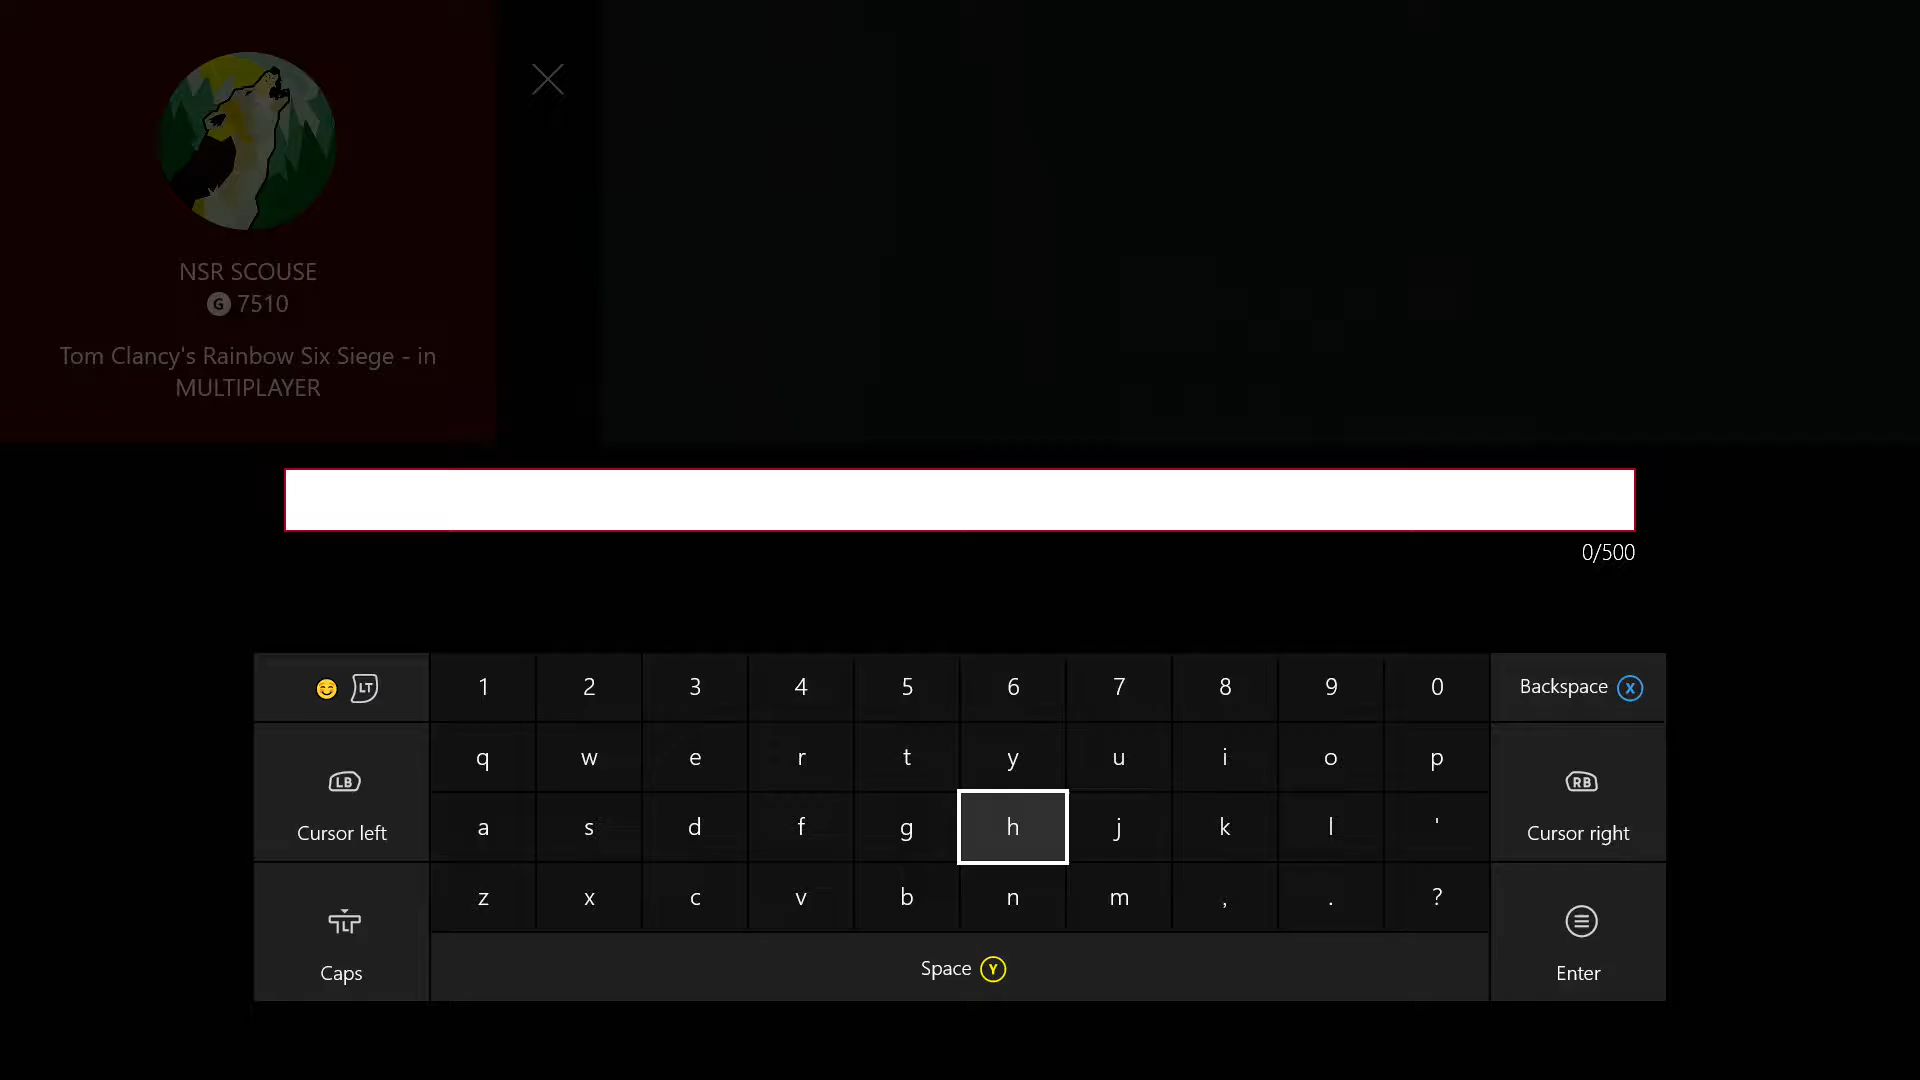 NSR SCOUSE
G 7510
Tom Clancy's Rainbow Six Siege - in
MULTIPLAYER
0/500
LT 1 2 3 4 5 6 7 8 9 0 Backspace X
q w e r t y u i o p
LB RB
Cursor left a s d f g h j k l ' Cursor right
z x c v b n m , . ?
Caps Space Y Enter